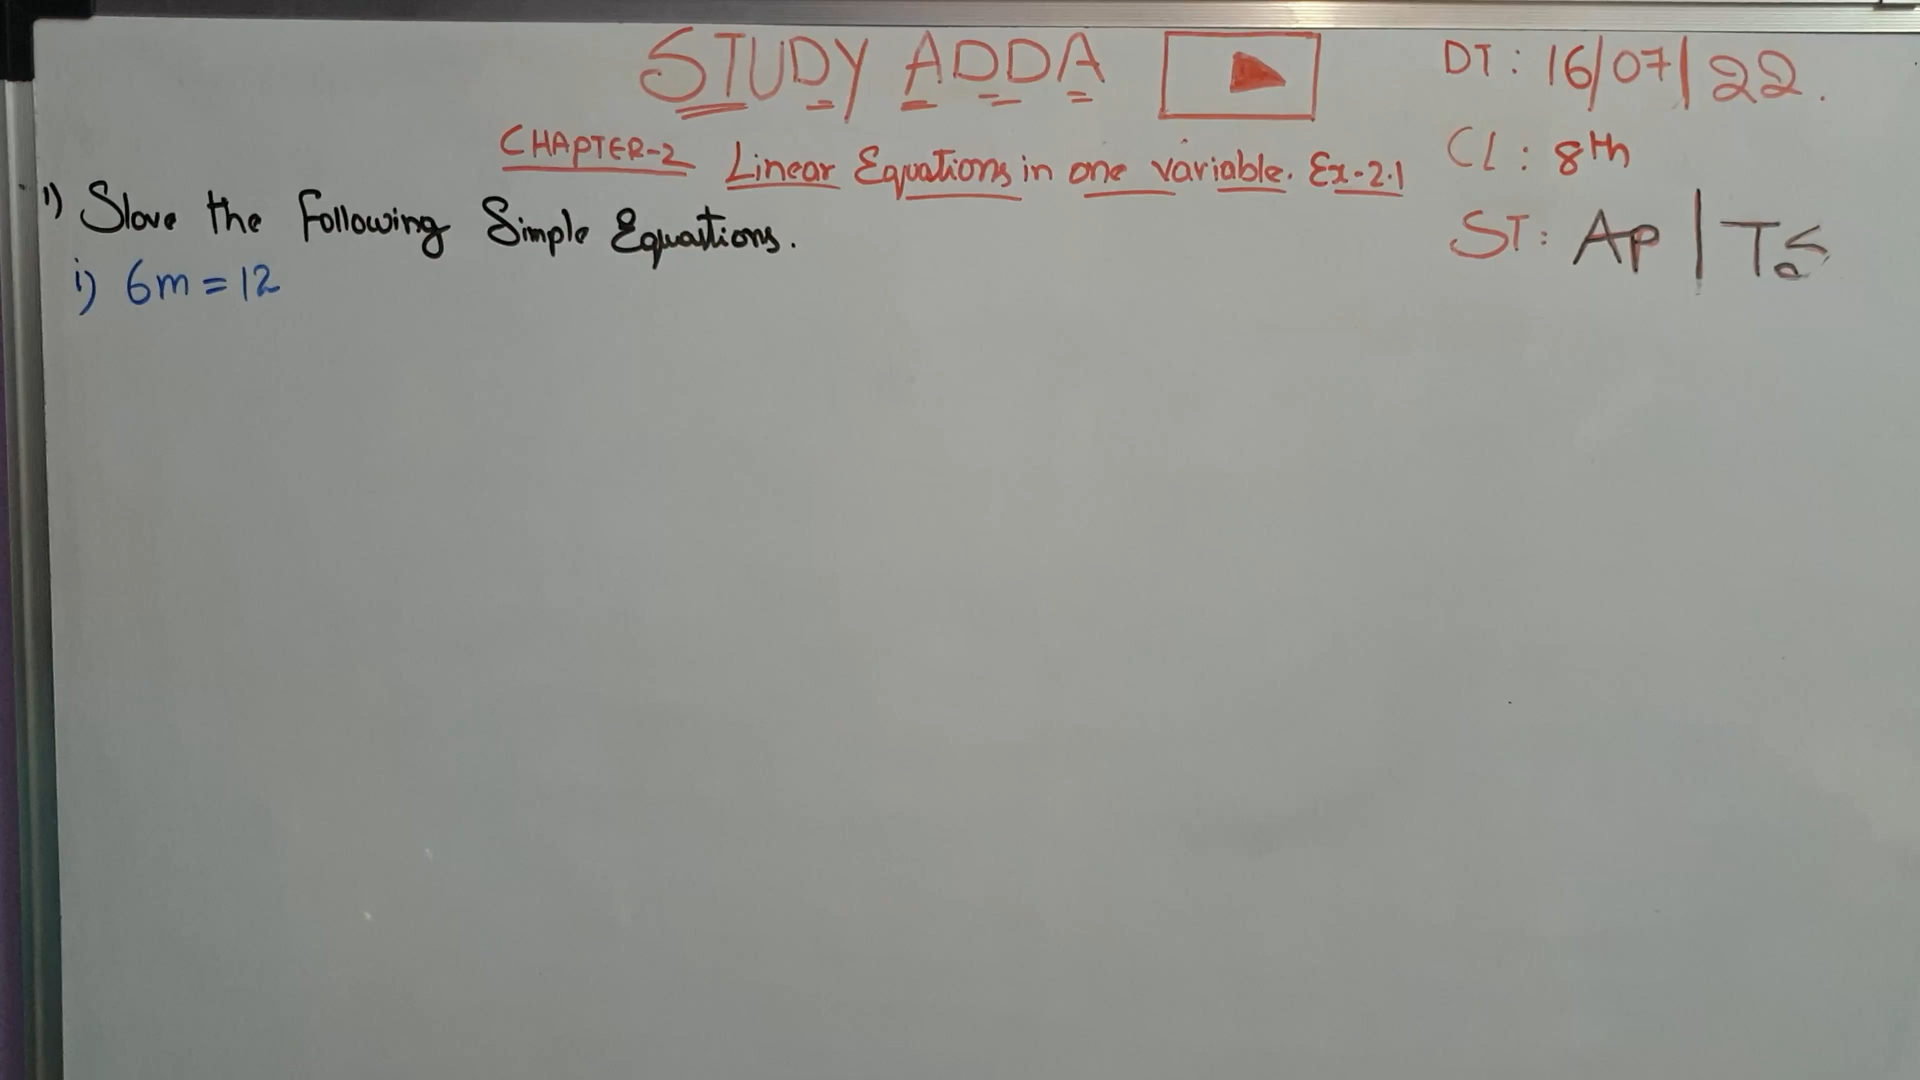 STUDY ADDA
DT: 16/07/22.
CHAPTER-2 Linear Equations in one variable. Ex-2.1
CL: 8th
1) Slove the Following Simple Equations.
ST: AP | TS
i) 6m = 12